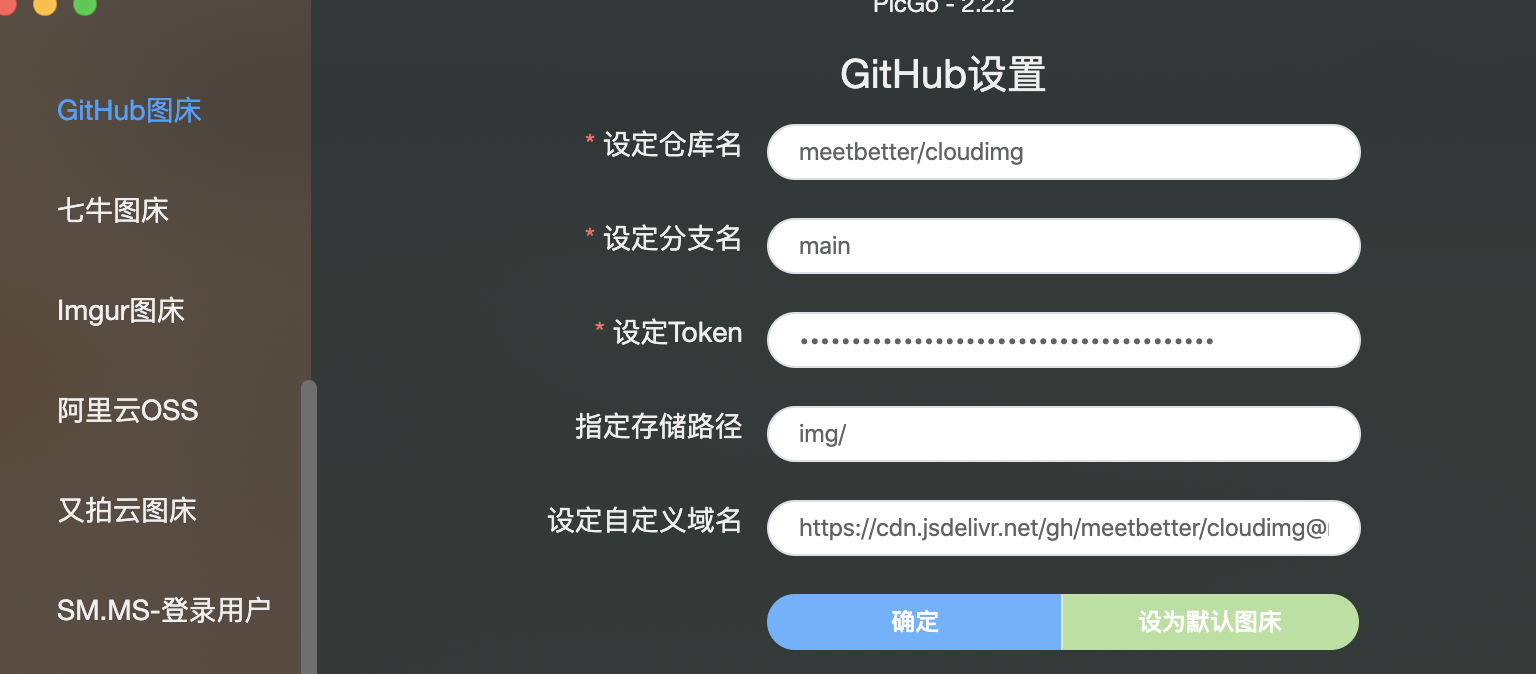 PicGo - 2.2.2
GitHub设置
GitHub图床
七牛图床
Imgur图床
阿里云OSS
又拍云图床
SM.MS-登录用户
* 设定仓库名
meetbetter/cloudimg
* 设定分支名
main
* 设定Token
指定存储路径
img/
设定自定义域名
https://cdn.jsdelivr.net/gh/meetbetter/cloudimg@
确定
设为默认图床